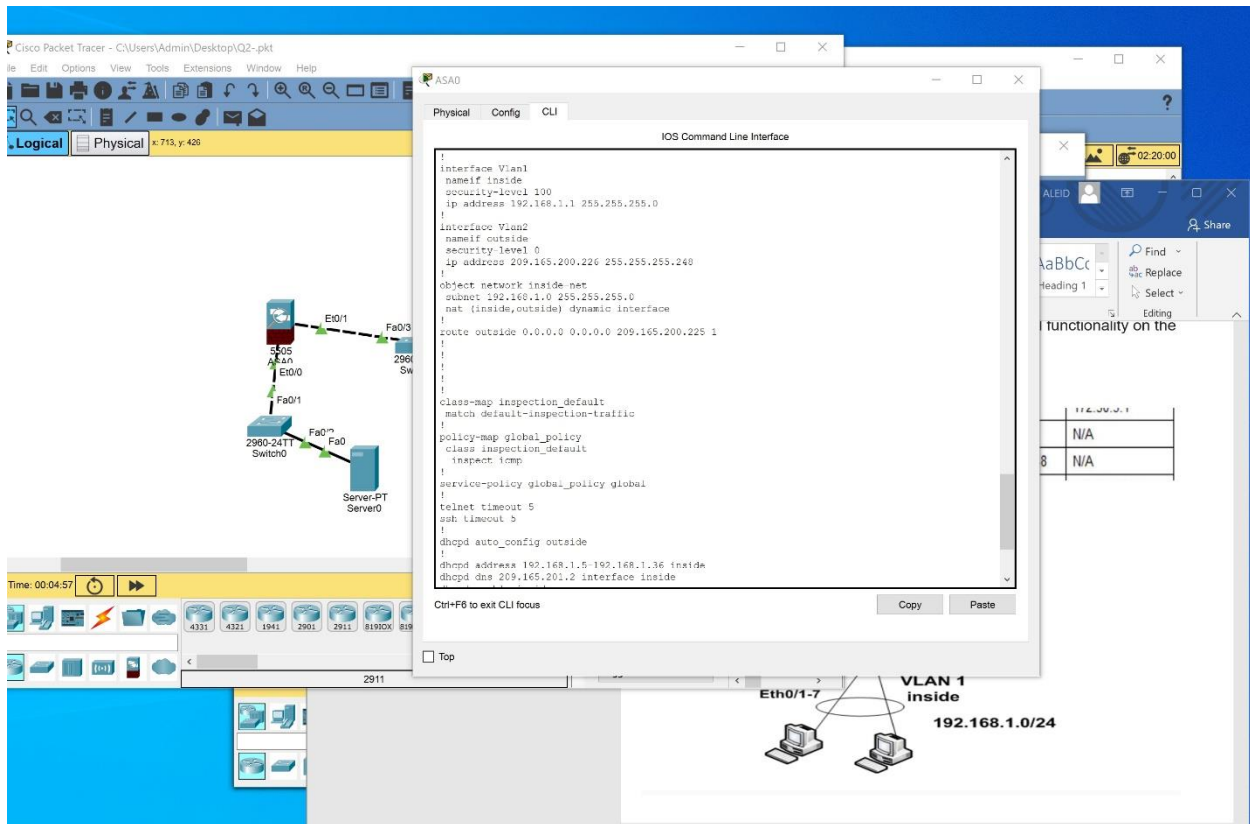 Cisco Packet Tracer - C:\Users\Admin\Desktop\Q2-.pkt
Edit Options View Tools Extensions Window Help
Logical
Physical
x: 713, y: 426
Et0/1
Fa0/3
5505
ASA0
Et0/0
Fa0/1
2960-24TT
Switch0
Fa0
Server-PT
Server0
Time: 00:04:57
4331
4321
1941
2901
2911
819IOX
2911
ASA0
Physical Config CLI
IOS Command Line Interface
!
interface Vlan1
nameif inside
security-level 100
ip address 192.168.1.1 255.255.255.0
!
interface Vlan2
nameif outside
security-level 0
ip address 209.165.200.226 255.255.255.248
!
object network inside-net
subnet 192.168.1.0 255.255.255.0
nat (inside,outside) dynamic interface
!
route outside 0.0.0.0 0.0.0.0 209.165.200.225 1
!
!
!
!
!
class-map inspection_default
match default-inspection-traffic
!
policy-map global_policy
class inspection_default
inspect icmp
!
service-policy global_policy global
!
telnet timeout 5
ssh timeout 5
!
dhcpd auto_config outside
!
dhcpd address 192.168.1.5-192.168.1.36 inside
dhcpd dns 209.165.201.2 interface inside
Ctrl+F6 to exit CLI focus
Copy
Paste
Top
?
02:20:00
ALEID
Share
AaBbCc
Heading 1
Find
Replace
Select
Editing
functionality on the
N/A
8 N/A
Eth0/1-7
VLAN 1
inside
192.168.1.0/24